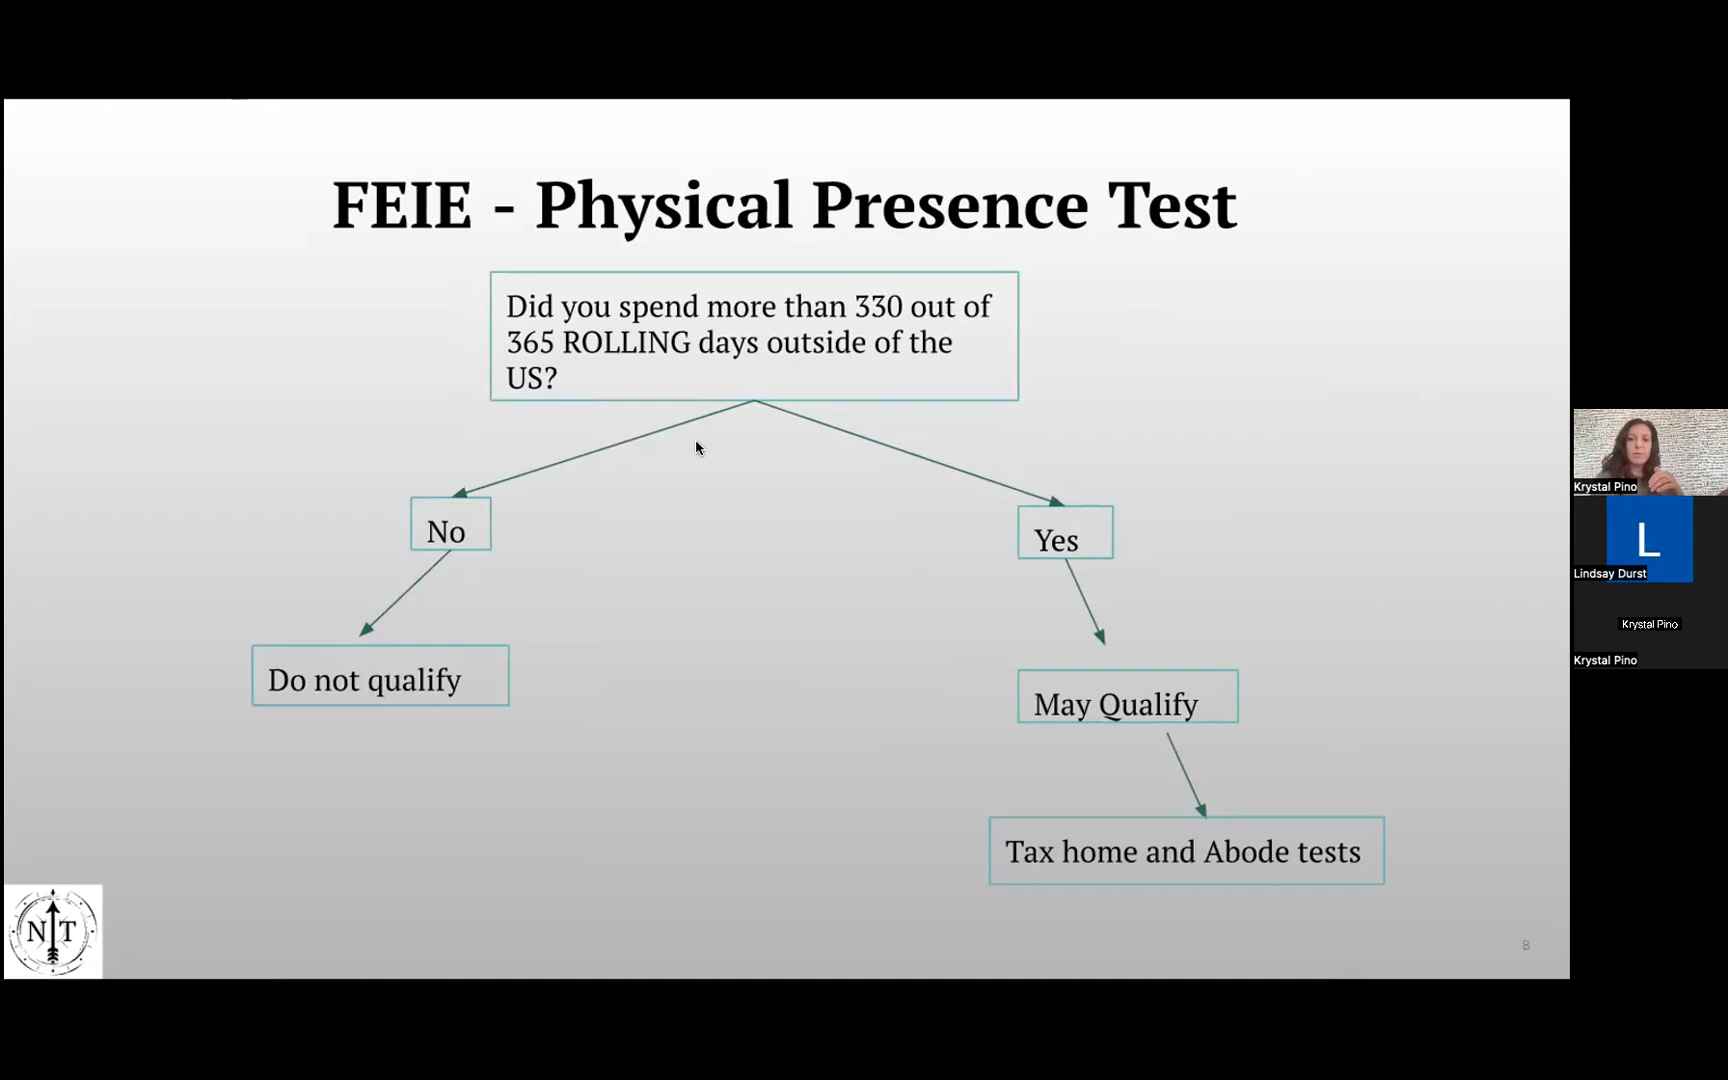 FEIE - Physical Presence Test
Did you spend more than 330 out of
365 ROLLING days outside of the
US?
No
Yes
Do not qualify
May Qualify
Tax home and Abode tests
N T
8
Krystal Pino
L
Lindsay Durst
Krystal Pino
Krystal Pino